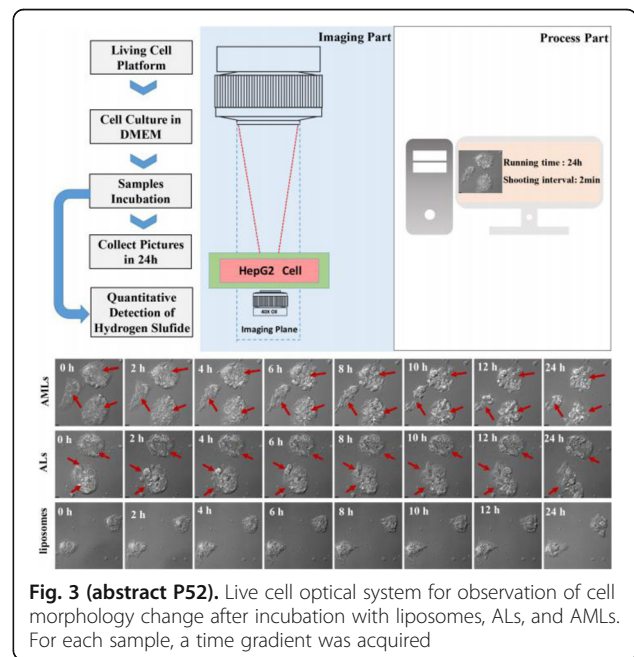 Living Cell
Platform
Cell Culture in
DMEM
Samples
Incubation
Collect Pictures
in 24h
Quantitative
Detection of
Hydrogen Slufide
Imaging Part
HepG2 Cell
60X Oil
Imaging Plane
Process Part
Running time : 24h
Shooting interval: 2min
AMLs
0 h 2 h 4 h 6 h 8 h 10 h 12 h 24 h
ALs
0 h 2 h 4 h 6 h 8 h 10 h 12 h 24 h
liposomes
0 h 2 h 4 h 6 h 8 h 10 h 12 h 24 h
Fig. 3 (abstract P52). Live cell optical system for observation of cell
morphology change after incubation with liposomes, ALs, and AMLs.
For each sample, a time gradient was acquired